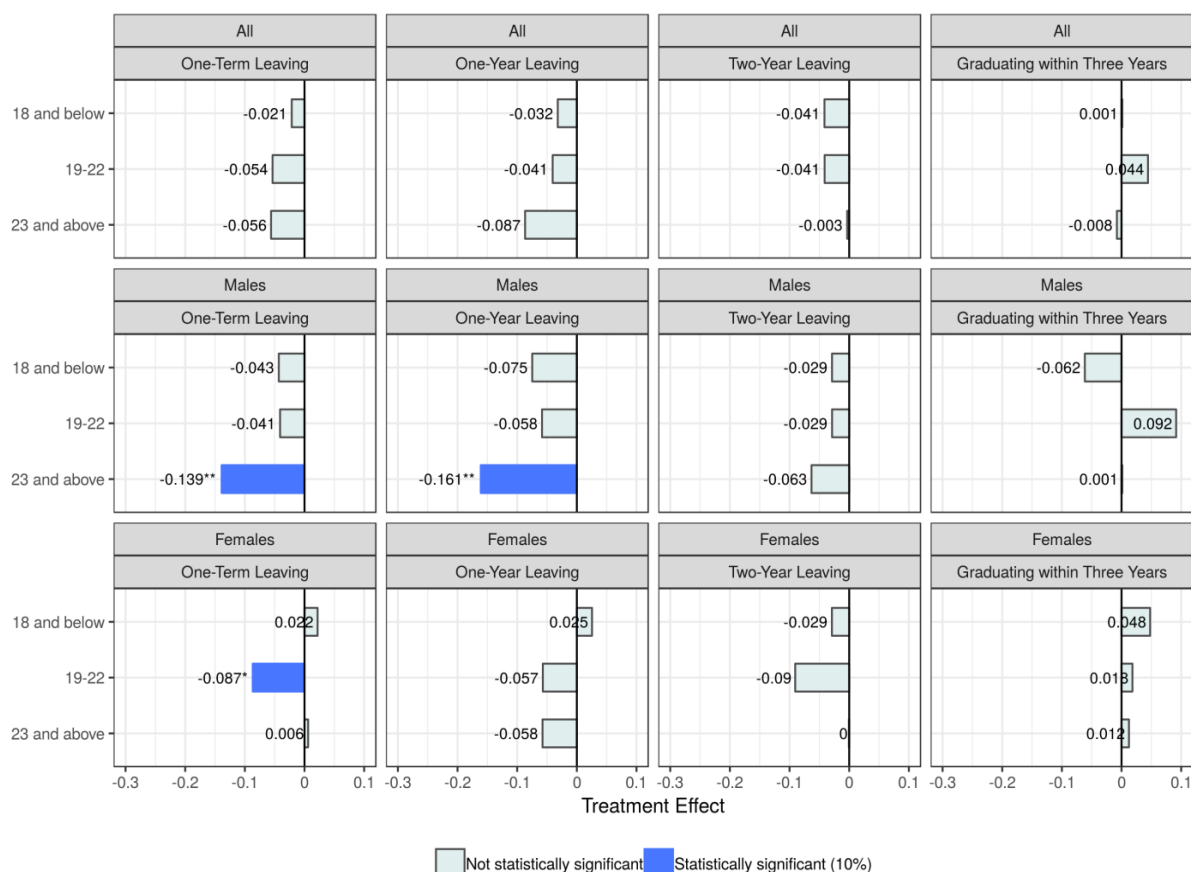 All All All All
One-Term Leaving One-Year Leaving Two-Year Leaving Graduating within Three Years
18 and below -0.021 -0.032 -0.041 0.001
19-22 -0.054 -0.041 -0.041 0.044
23 and above -0.056 -0.087 -0.003 -0.008
Males Males Males Males
One-Term Leaving One-Year Leaving Two-Year Leaving Graduating within Three Years
18 and below -0.043 -0.075 -0.029 -0.062
19-22 -0.041 -0.058 -0.029 0.092
23 and above -0.139** -0.161** -0.063 0.001
Females Females Females Females
One-Term Leaving One-Year Leaving Two-Year Leaving Graduating within Three Years
18 and below 0.022 0.025 -0.029 0.048
19-22 -0.087* -0.057 -0.09 0.018
23 and above 0.006 -0.058 0 0.012
-0.3 -0.2 -0.1 0 0.1 -0.3 -0.2 -0.1 0 0.1 -0.3 -0.2 -0.1 0 0.1 -0.3 -0.2 -0.1 0 0.1
Treatment Effect
Not statistically significant Statistically significant (10%)